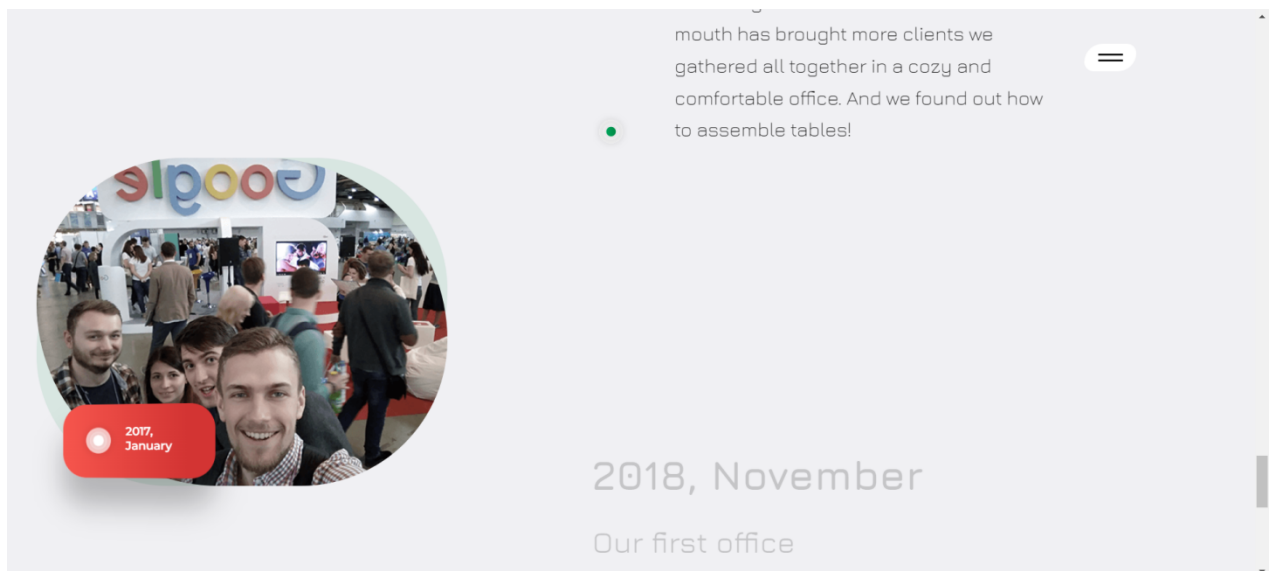 mouth has brought more clients we
gathered all together in a cozy and
comfortable office. And we found out how
to assemble tables!
Google
2017,
January
2018, November
Our first office